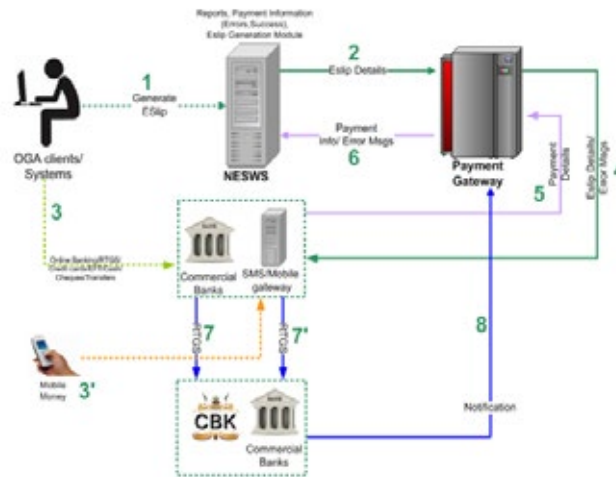 Reports, Payment Information
(Errors,Success),
Eslip Generation Module
1
Generate
ESlip
2
Eslip Details
OGA clients/
Systems
NESWS
Payment
Info/ Error Msgs
6
Payment
Gateway
5
Payment
Details
Eslip Details/
Error Msgs
3
Online Banking/RTGS/
Credit cards/EFT/Cash/
Cheques/Transfers
Commercial
Banks
SMS/Mobile
gateway
7
RTGS
7'
RTGS
8
Mobile
Money
3'
Notification
CBK
Commercial
Banks